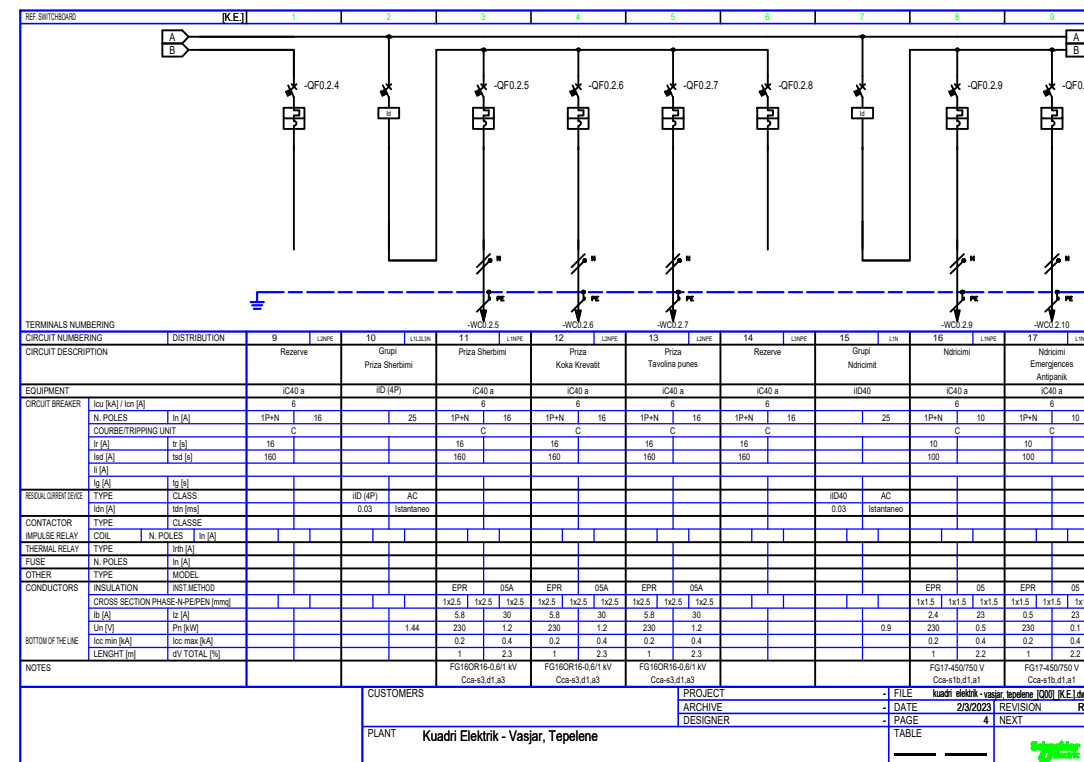 REF. SWITCHBOARD [K.E.] 1 2 3 4 5 6 7 8 9
A A
B B
-QF0.2.4 -QF0.2.5 -QF0.2.6 -QF0.2.7 -QF0.2.8 -QF0.2.9 -QF0.
Id Id
N N N N N
PE PE PE PE PE
TERMINALS NUMBERING -WC0.2.5 -WC0.2.6 -WC0.2.7 -WC0.2.9 -WC0.2.10
CIRCUIT NUMBERING DISTRIBUTION 9 L2NPE 10 L1L2L3N 11 L1NPE 12 L2NPE 13 L2NPE 14 L3NPE 15 L1N 16 L1NPE 17 L1N
CIRCUIT DESCRIPTION Rezerve Grupi Priza Sherbimi Priza Priza Rezerve Grupi Ndricimi Ndricimi
Priza Sherbimi Koka Krevatit Tavolina punes Ndricimit Emergjences
Antipanik
EQUIPMENT iC40 a iID (4P) iC40 a iC40 a iC40 a iC40 a iID40 iC40 a iC40 a
CIRCUIT BREAKER Icu [kA] / Icn [A] 6 6 6 6 6 6 6
N. POLES In [A] 1P+N 16 25 1P+N 16 1P+N 16 1P+N 16 1P+N 16 25 1P+N 10 1P+N 10
COURBE/TRIPPING UNIT C C C C C C C
Ir [A] tr [s] 16 16 16 16 16 10 10
Isd [A] tsd [s] 160 160 160 160 160 100 100
Ii [A]
Ig [A] tg [s]
RESIDUAL CURRENT DEVICE TYPE CLASS iID (4P) AC iID40 AC
Idn [A] tdn [ms] 0.03 Istantaneo 0.03 Istantaneo
CONTACTOR TYPE CLASSE
IMPULSE RELAY COIL N. POLES In [A]
THERMAL RELAY TYPE Irth [A]
FUSE N. POLES In [A]
OTHER TYPE MODEL
CONDUCTORS INSULATION INST.METHOD EPR 05A EPR 05A EPR 05A EPR 05 EPR 05
CROSS SECTION PHASE-N-PE/PEN [mmq] 1x2.5 1x2.5 1x2.5 1x2.5 1x2.5 1x2.5 1x2.5 1x2.5 1x2.5 1x1.5 1x1.5 1x1.5 1x1.5 1x1.5 1x1
Ib [A] Iz [A] 5.8 30 5.8 30 5.8 30 2.4 23 0.5 23
Un [V] Pn [kW] 1.44 230 1.2 230 1.2 230 1.2 0.9 230 0.5 230 0.1
BOTTOM OF THE LINE Icc min [kA] Icc max [kA] 0.2 0.4 0.2 0.4 0.2 0.4 0.2 0.4 0.2 0.4
LENGHT [m] dV TOTAL [%] 1 2.3 1 2.3 1 2.3 1 2.2 1 2.2
NOTES FG16OR16-0,6/1 kV FG16OR16-0,6/1 kV FG16OR16-0,6/1 kV FG17-450/750 V FG17-450/750 V
Cca-s3,d1,a3 Cca-s3,d1,a3 Cca-s3,d1,a3 Cca-s1b,d1,a1 Cca-s1b,d1,a1
CUSTOMERS PROJECT - FILE kuadri elektrik - vasjar, tepelene [Q00]_[K.E.].dw
ARCHIVE - DATE 2/3/2023 REVISION R
DESIGNER - PAGE 4 NEXT
PLANT Kuadri Elektrik - Vasjar, Tepelene TABLE
Schneider
Electric